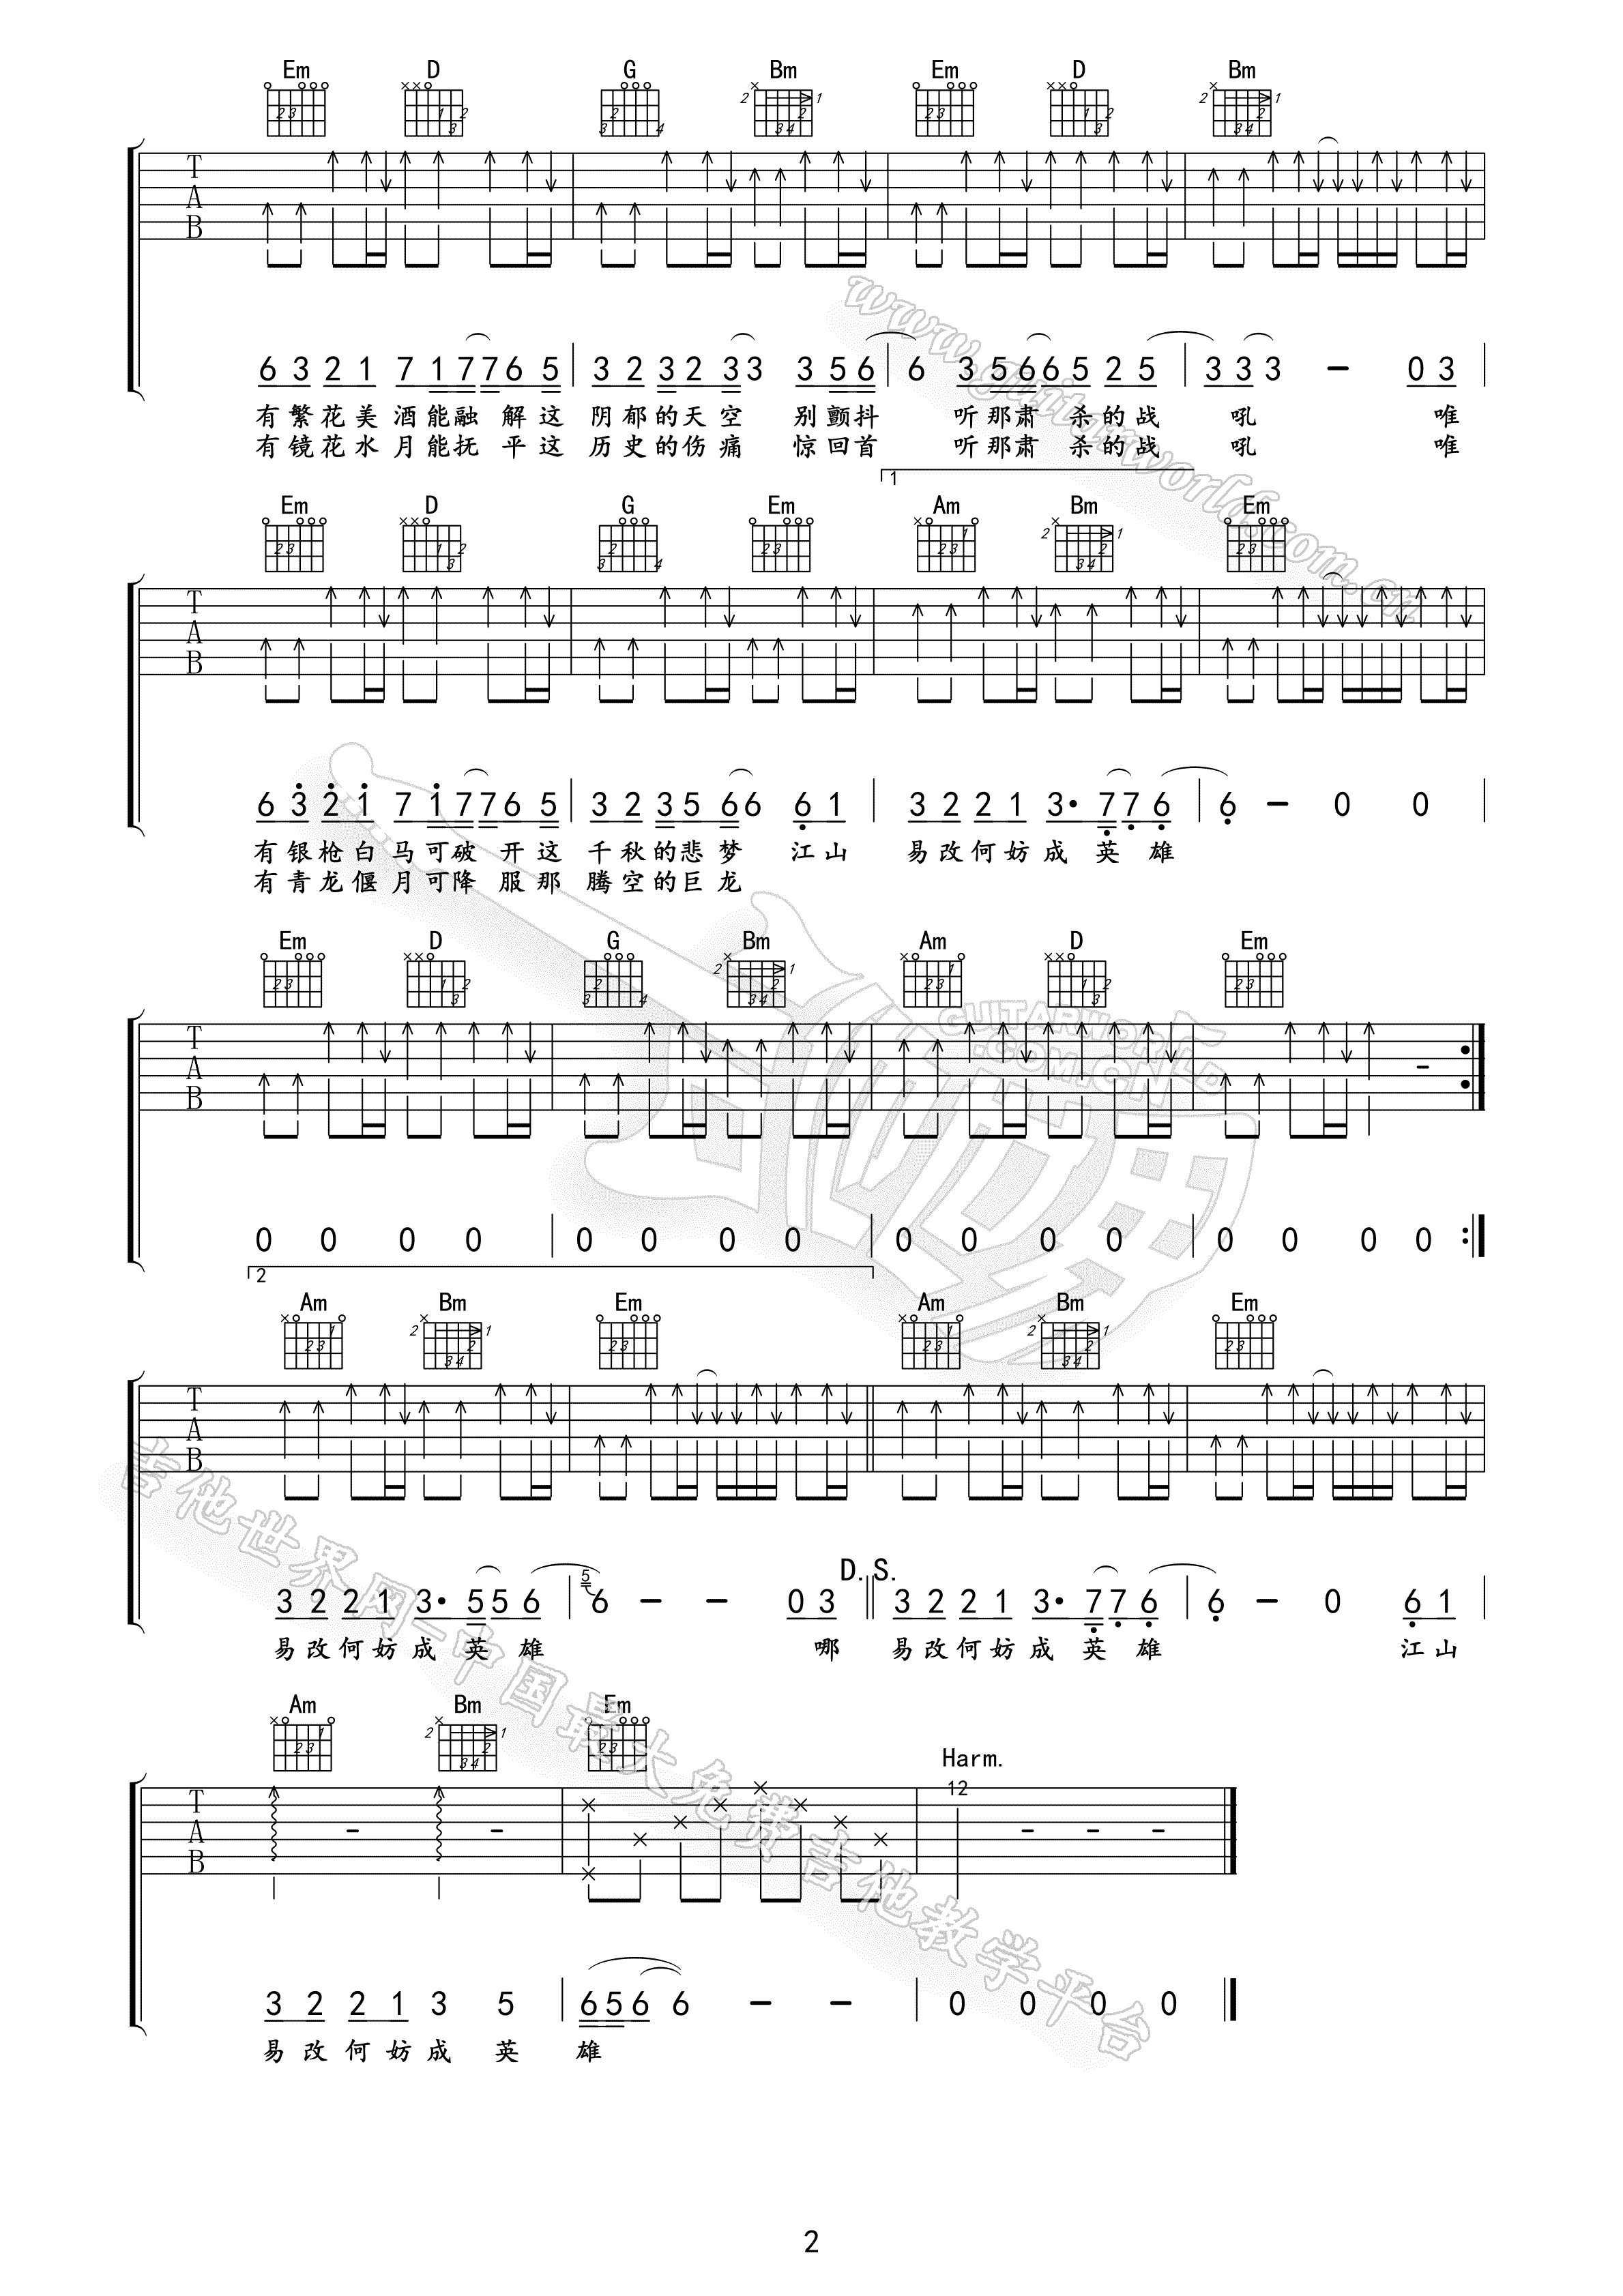 Em D G Bm Em D Bm
T
A
B
6 3 2 1 7 1 7 7 6 5 3 2 3 2 3 3 3 5 6 6 3 5 6 6 5 2 5 3 3 3 - 0 3
有繁花美酒能融 解这 阴郁的天空 别颤抖 听那肃 杀的战 吼 唯
有镜花水月能抚 平这 历史的伤痛 惊回首 听那肃 杀的战 吼 唯
1
Em D G Em Am Bm Em
T
A
B
6 3 2 1 7 1 7 7 6 5 3 2 3 5 6 6 6 1 3 2 2 1 3· 7 7 6 6 - 0 0
有银枪白马可破 开这 千秋的悲梦 江山 易改何妨成 英 雄
有青龙偃月可降 服那 腾空的巨龙
Em D G Bm Am D Em
T
A
B
-
0 0 0 0 0 0 0 0 0 0 0 0 0 0 0 0
2
Am Bm Em Am Bm Em
T
A
B
D.S.
3 2 2 1 3· 5 5 6 5 6 - - 0 3 3 2 2 1 3· 7 7 6 6 - 0 6 1
易改何妨成 英 雄 哪 易改何妨成 英 雄 江山
Am Bm Em
Harm.
12
T
A
B
- - - - -
3 2 2 1 3 5 6 5 6 6 - - 0 0 0 0
易改何妨成 英 雄
2
www.guitarworld.com.cn
GUITARWORLD
.COM.CN
吉他世界网-中国最大免费吉他教学平台